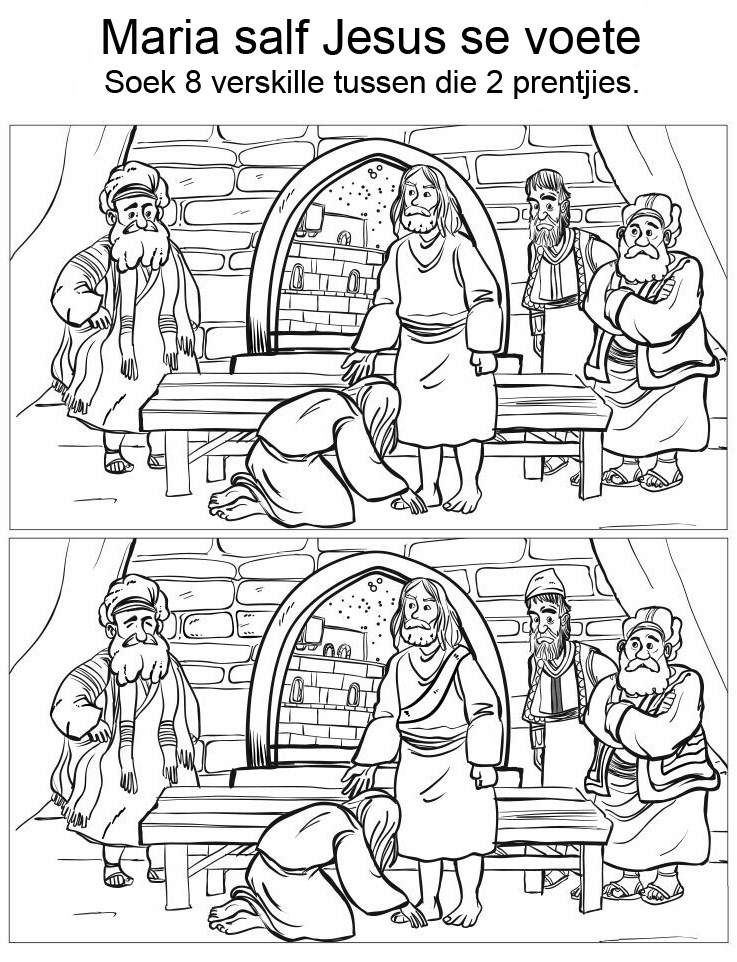 Maria salf Jesus se voete
Soek 8 verskille tussen die 2 prentjies.